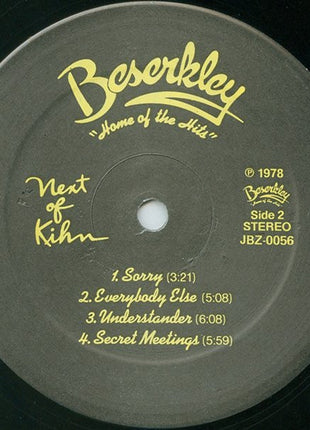 Beserkley
"Home of the Hits"
Next
of
Kihn
℗ 1978
Beserkley
"Home of the Hits"
Side 2
STEREO
JBZ-0056
1. Sorry (3:21)
2. Everybody Else (5:08)
3. Understander (6:08)
4. Secret Meetings (5:59)